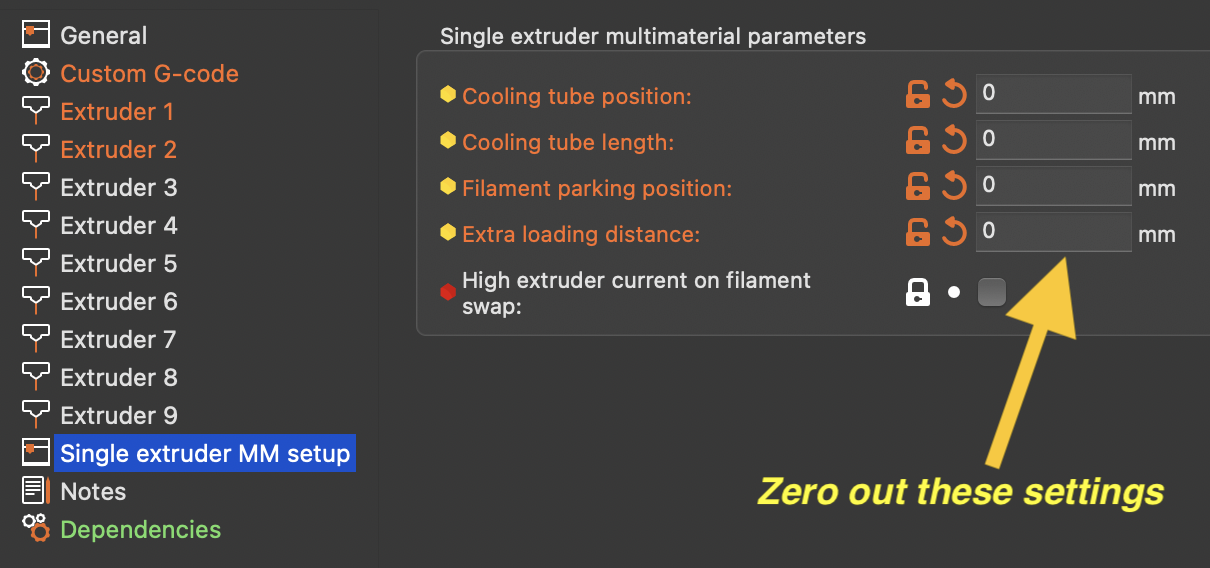 General
Custom G-code
Extruder 1
Extruder 2
Extruder 3
Extruder 4
Extruder 5
Extruder 6
Extruder 7
Extruder 8
Extruder 9
Single extruder MM setup
Notes
Dependencies
Single extruder multimaterial parameters
Cooling tube position: 0 mm
Cooling tube length: 0 mm
Filament parking position: 0 mm
Extra loading distance: 0 mm
High extruder current on filament
swap:
Zero out these settings